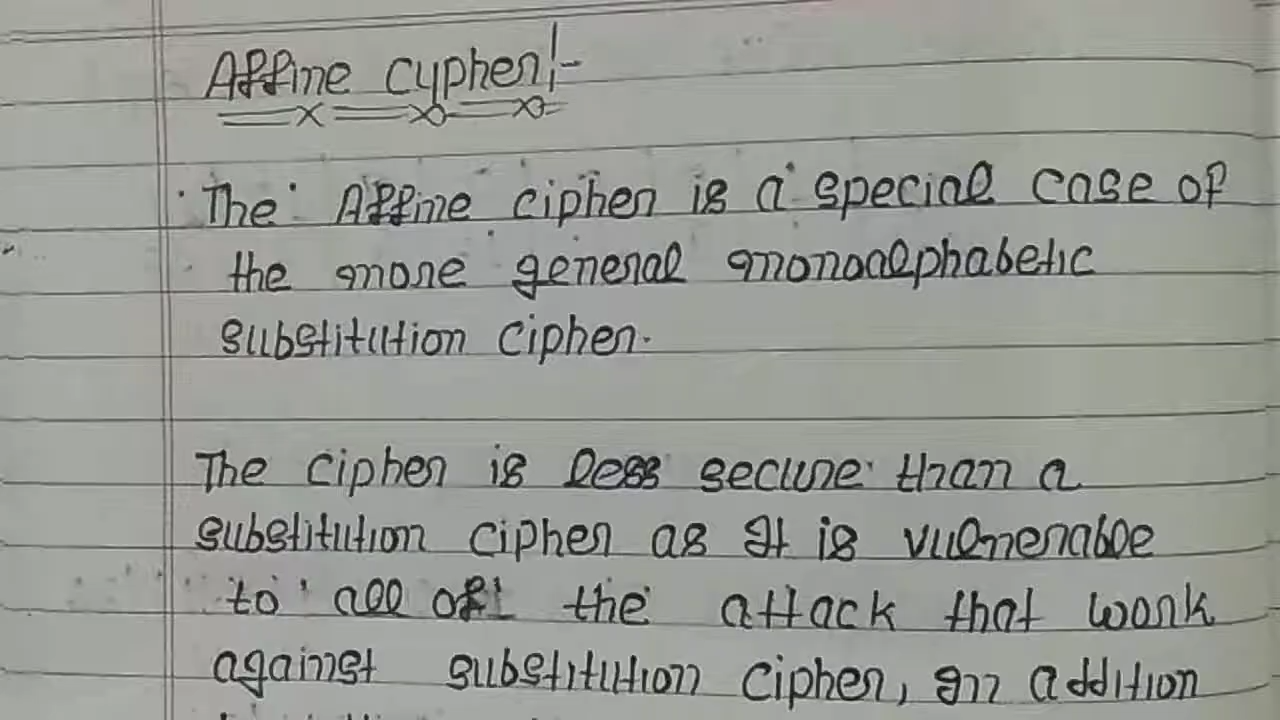 Affine cypher:-
The Affine cipher is a special case of
the more general monoalphabetic
substitution cipher.
The cipher is less secure than a
substitution cipher as It is vulnerable
to all of the attack that work
against substitution cipher, In addition